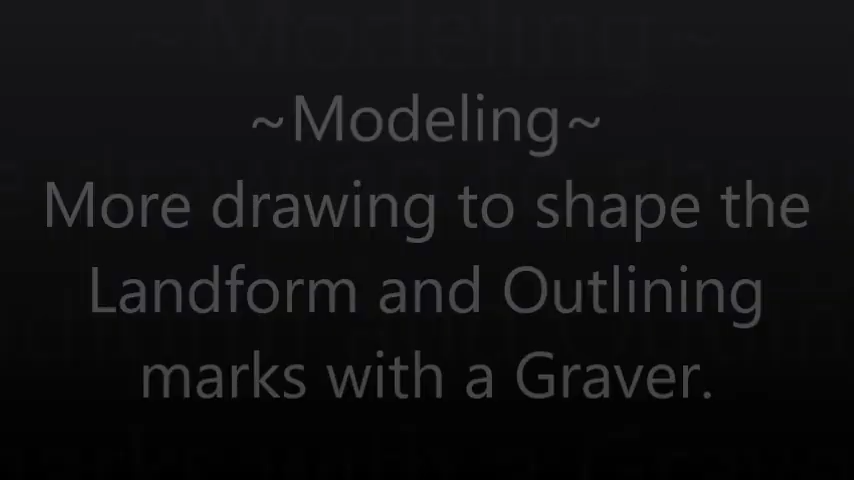 ~Modeling~
More drawing to shape the
Landform and Outlining
marks with a Graver.